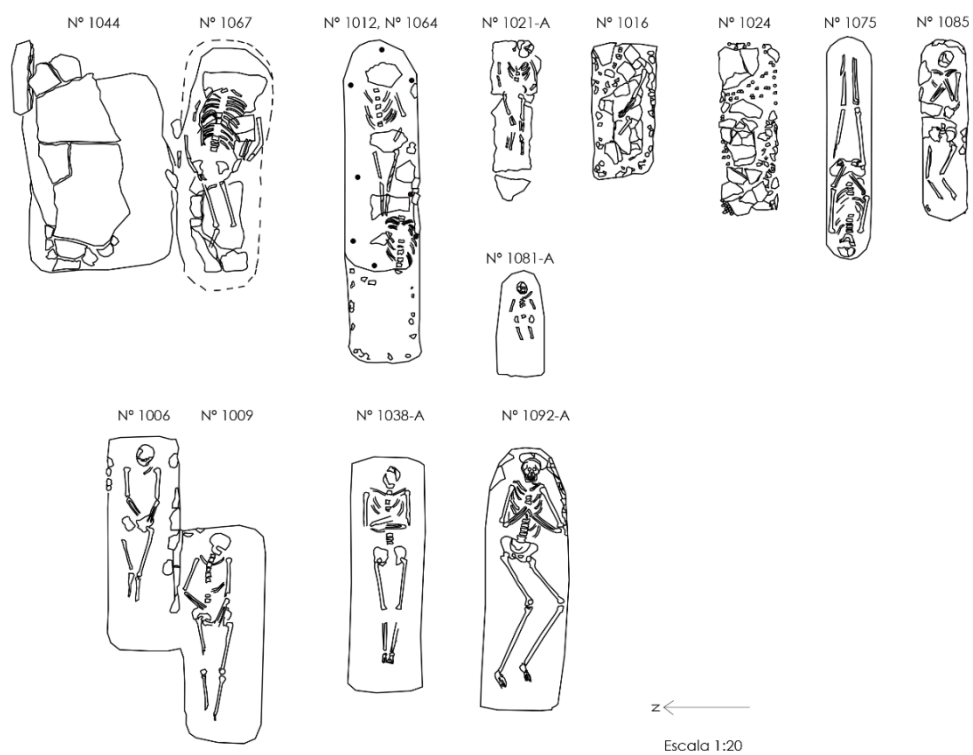 Nº 1044
Nº 1067
Nº 1012, Nº 1064
Nº 1021-A
Nº 1016
Nº 1024
Nº 1075
Nº 1085
Nº 1081-A
Nº 1006
Nº 1009
Nº 1038-A
Nº 1092-A
Z
Escala 1:20